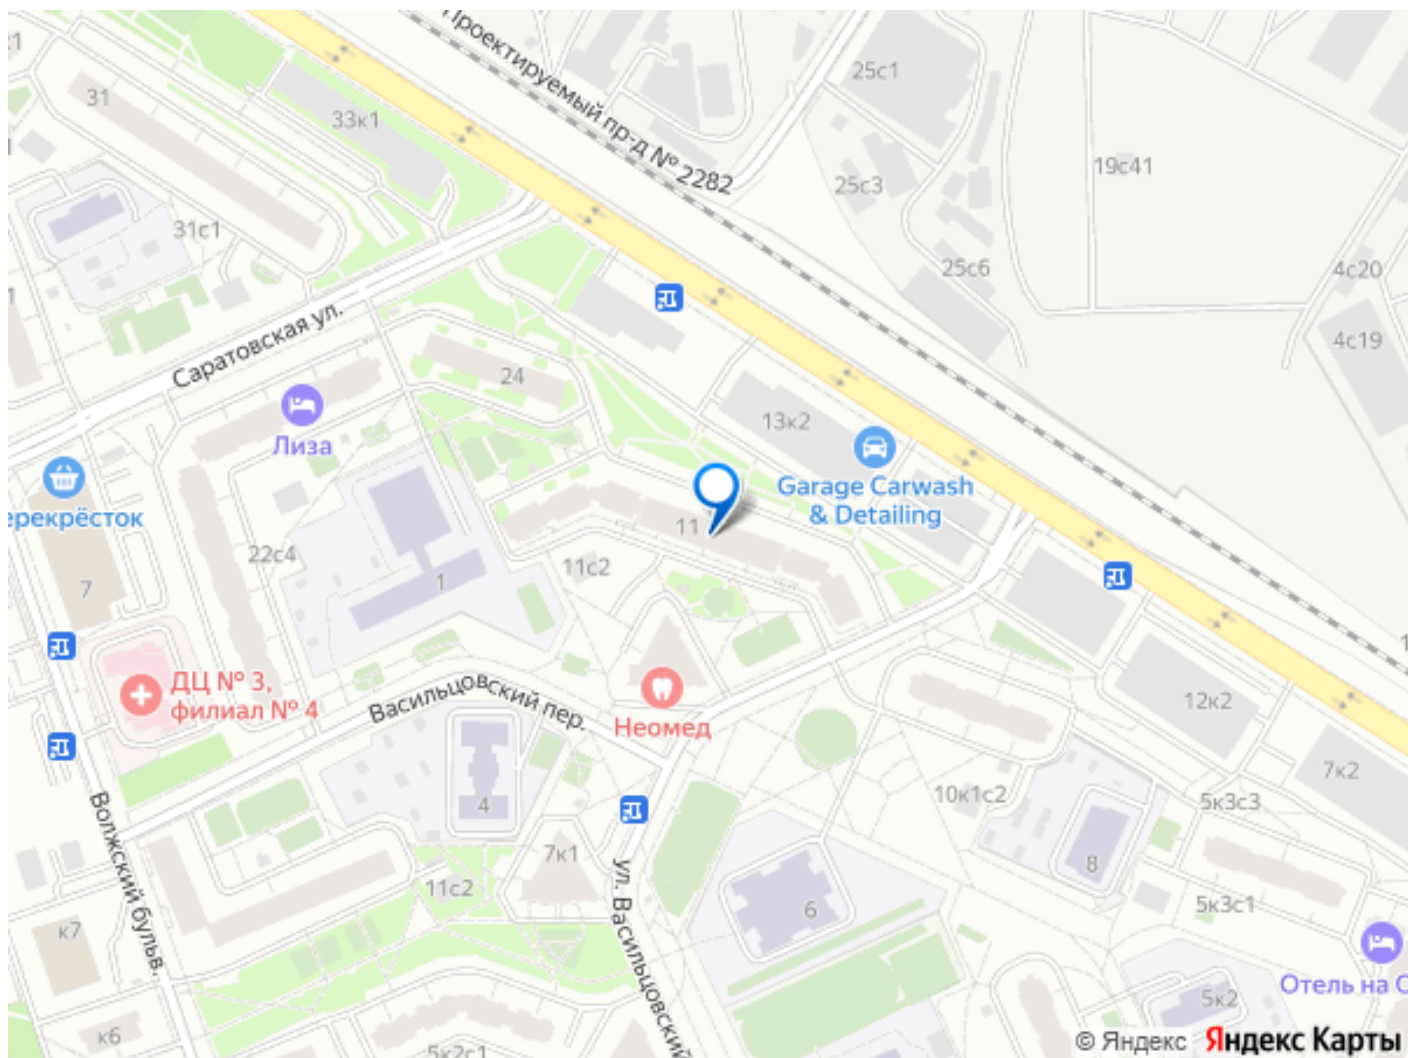 Проектируемый пр-д № 2282
25с1
31
33к1
19с41
25с3
31с1
25с6
4с20
4с19
Саратовская ул.
24
13к2
Лиза
Garage Carwash
& Detailing
11
22с4
11с2
1
7
ДЦ № 3,
филиал № 4
Васильцовский пер.
Неомед
12к2
7к2
10к1с2
5к3с3
4
7к1
8
Волжский бульв.
11с2
ул. Васильцовский
6
5к3с1
к7
Отель на
5к2
к6
5к2с1
© Яндекс Яндекс Карты